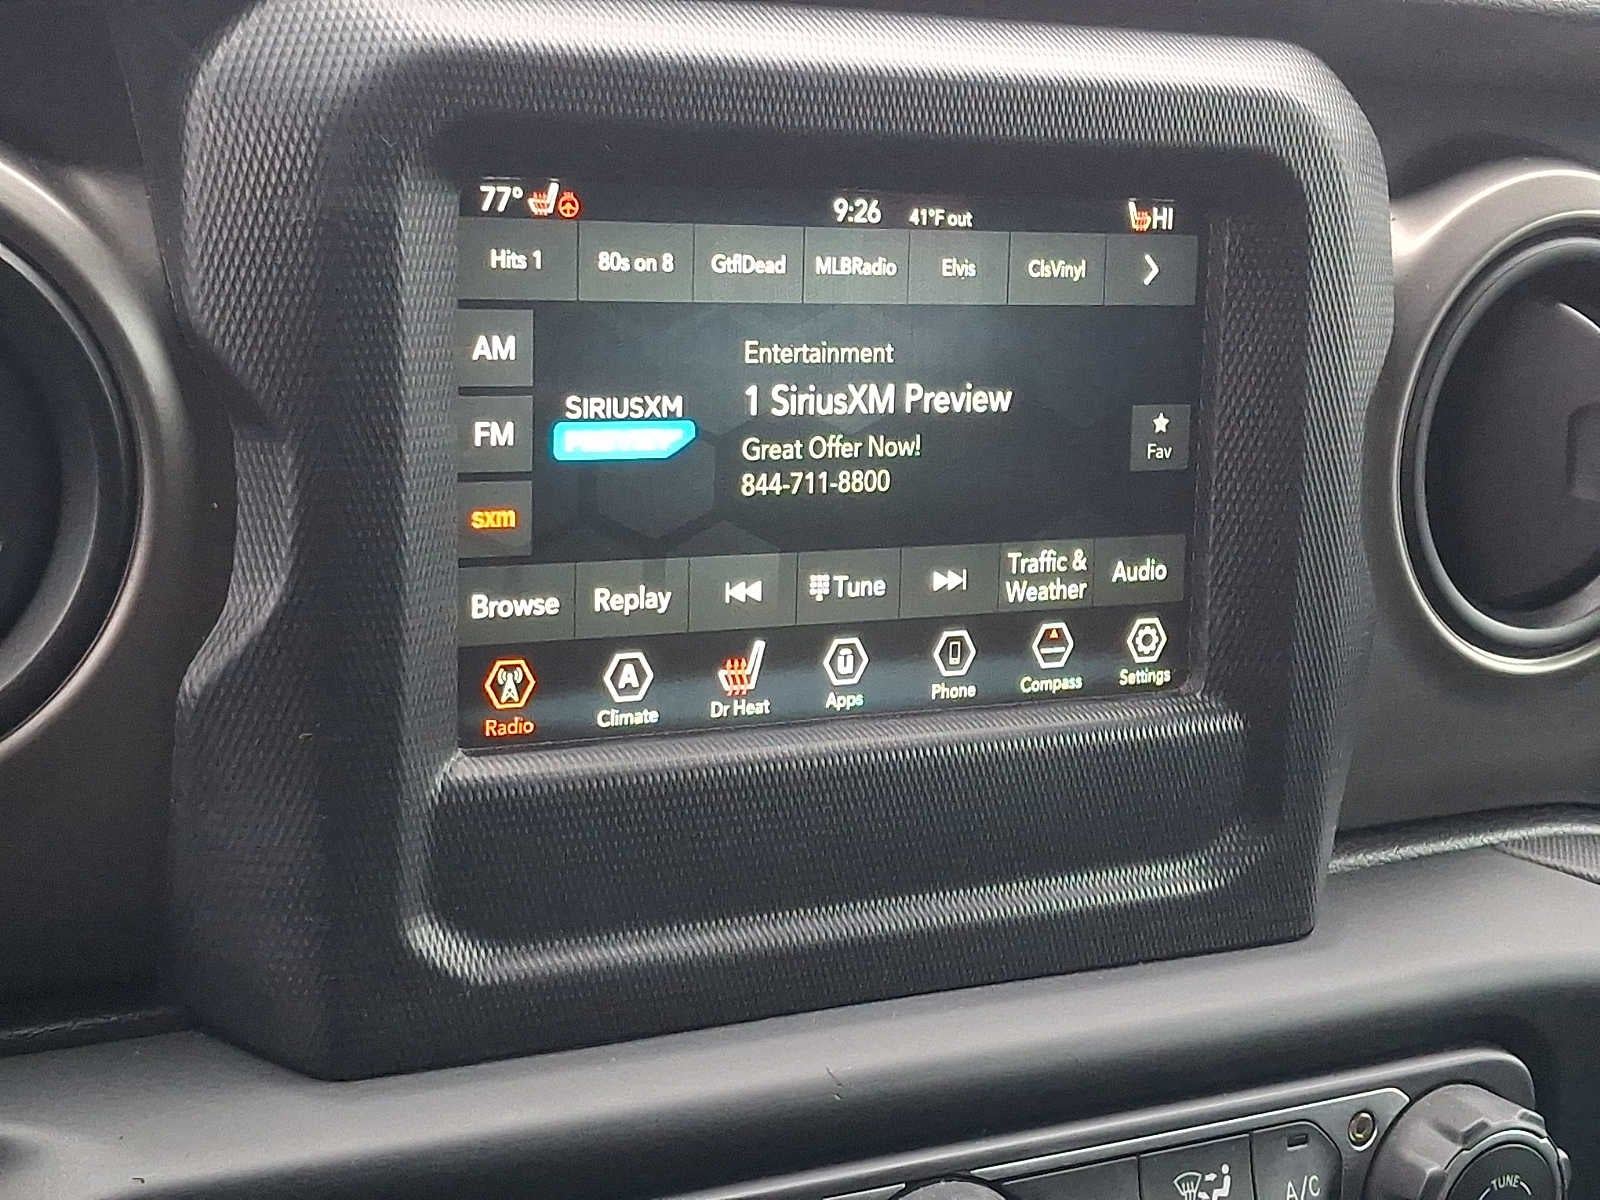 77°
9:26 41°F out
HI
Hits 1 80s on 8 GtflDead MLBRadio Elvis ClsVinyl
AM
FM
sxm
SIRIUSXM
PREVIEW
Entertainment
1 SiriusXM Preview
Great Offer Now!
844-711-8800
Fav
Browse Replay Tune Traffic & Weather Audio
A
Radio Climate Dr Heat Apps Phone Compass Settings
A/C
TUNE